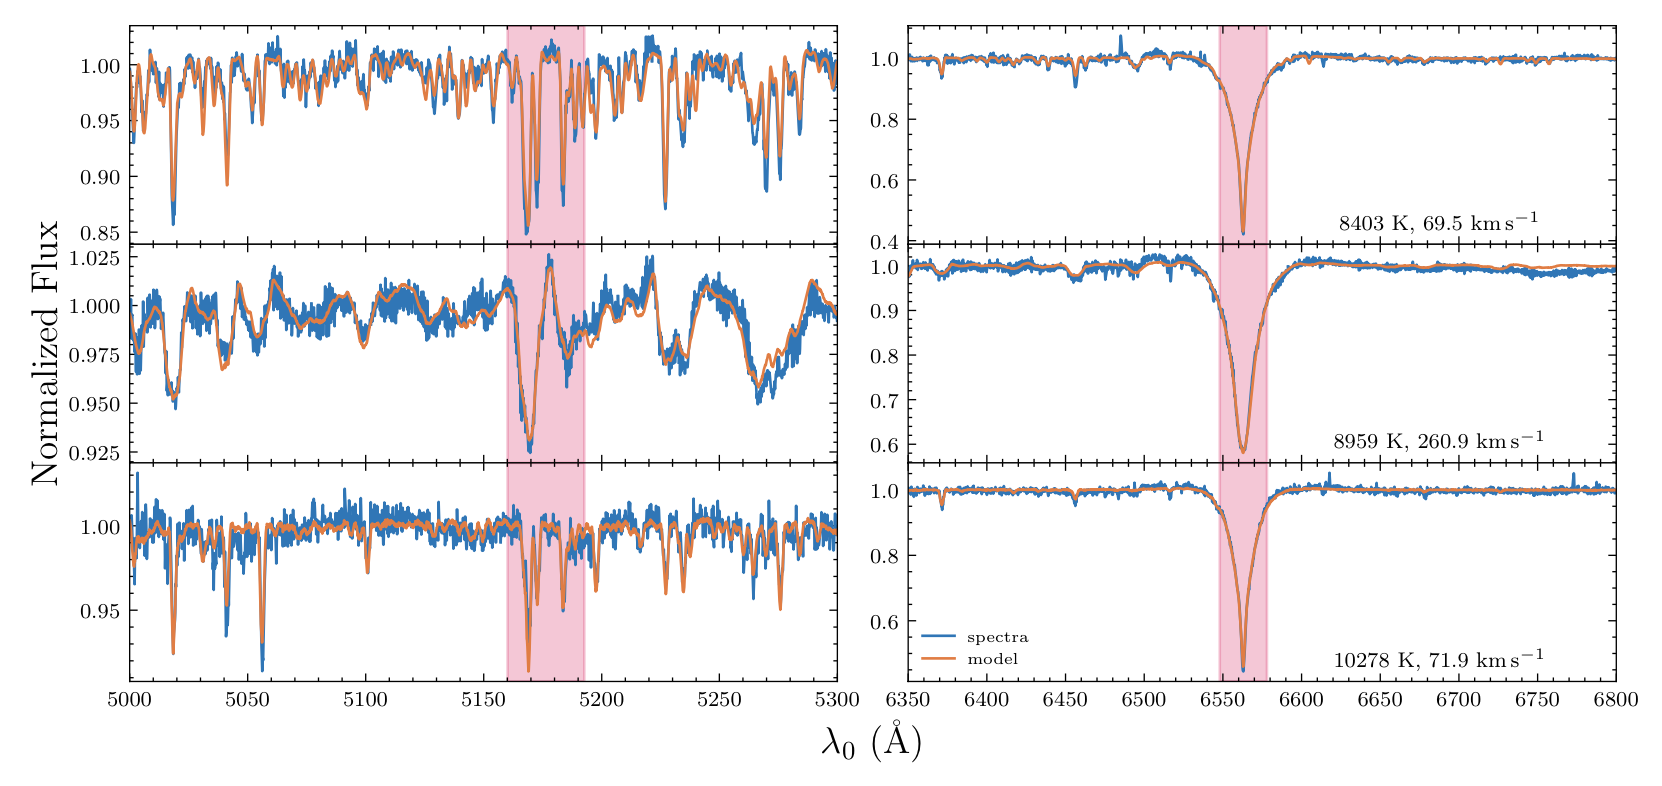 Normalized Flux
1.00
0.95
0.90
0.85
1.025
1.000
0.975
0.950
0.925
1.00
0.95
5000 5050 5100 5150 5200 5250 5300
1.0
0.8
0.6
0.4
8403 K, 69.5 km s⁻¹
1.0
0.9
0.8
0.7
0.6
8959 K, 260.9 km s⁻¹
1.0
0.8
0.6
spectra
model
10278 K, 71.9 km s⁻¹
6350 6400 6450 6500 6550 6600 6650 6700 6750 6800
λ₀ (Å)